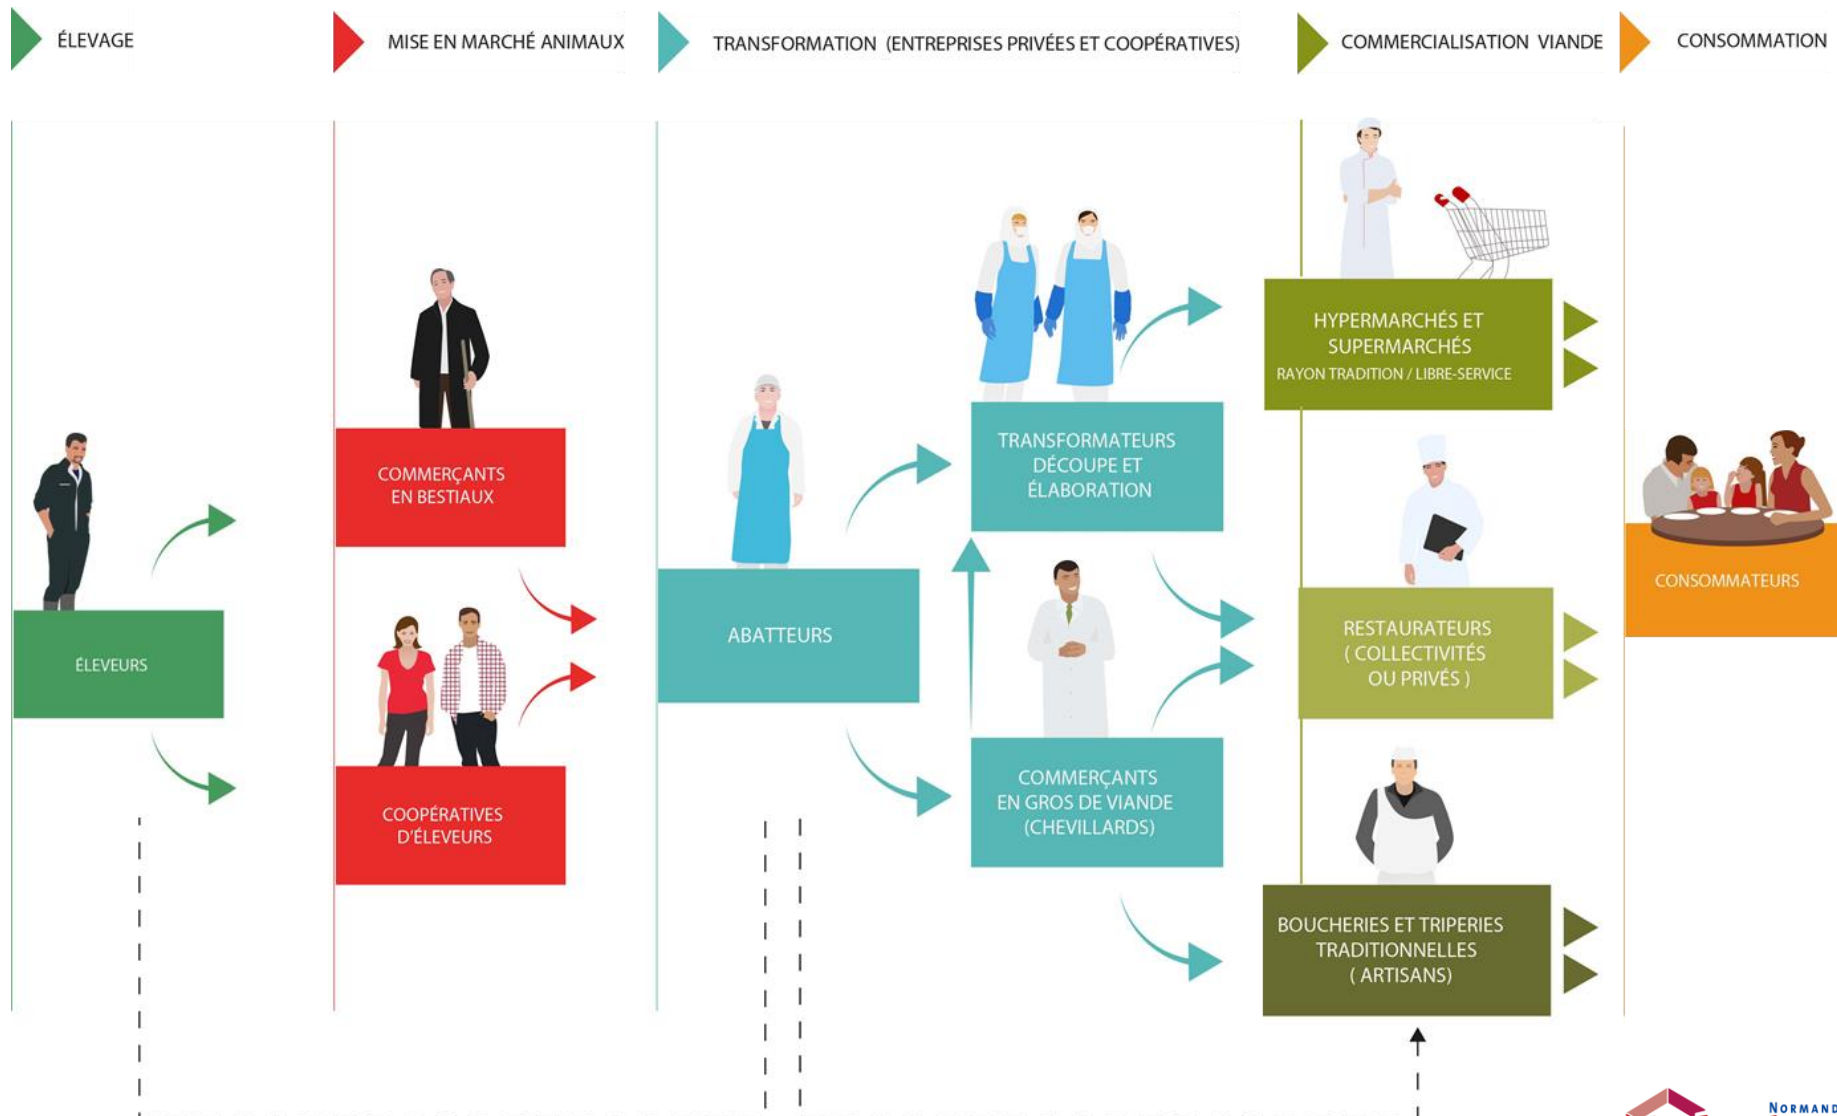 ÉLEVAGE
MISE EN MARCHÉ ANIMAUX
TRANSFORMATION (ENTREPRISES PRIVÉES ET COOPÉRATIVES)
COMMERCIALISATION VIANDE
CONSOMMATION
ÉLEVEURS
COMMERÇANTS
EN BESTIAUX
COOPÉRATIVES
D'ÉLEVEURS
ABATTEURS
TRANSFORMATEURS
DÉCOUPE ET
ÉLABORATION
COMMERÇANTS
EN GROS DE VIANDE
(CHEVILLARDS)
HYPERMARCHÉS ET
SUPERMARCHÉS
RAYON TRADITION / LIBRE-SERVICE
RESTAURATEURS
( COLLECTIVITÉS
OU PRIVÉS )
BOUCHERIES ET TRIPERIES
TRADITIONNELLES
( ARTISANS)
CONSOMMATEURS
NORMAND